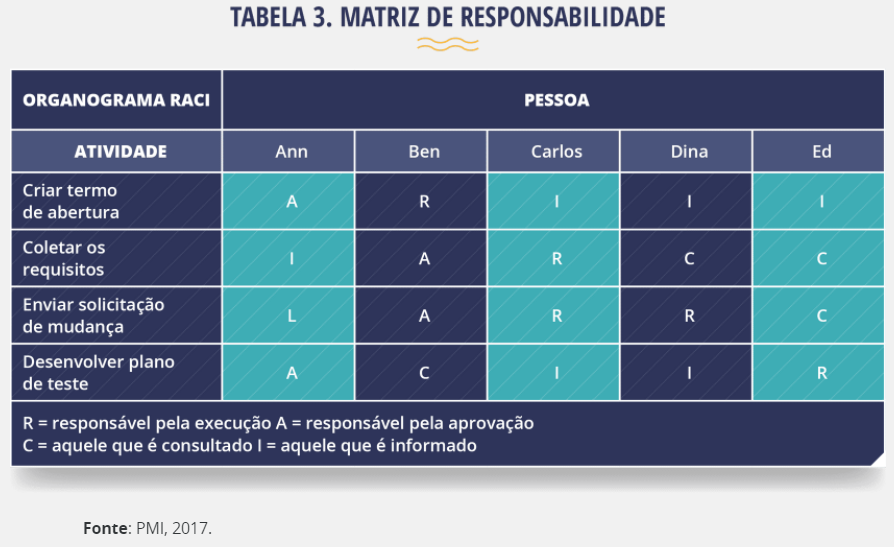 TABELA 3. MATRIZ DE RESPONSABILIDADE
ORGANOGRAMA RACI PESSOA
ATIVIDADE Ann Ben Carlos Dina Ed
Criar termo
de abertura A R I I I
Coletar os
requisitos I A R C C
Enviar solicitação
de mudança L A R R C
Desenvolver plano
de teste A C I I R
R = responsável pela execução A = responsável pela aprovação
C = aquele que é consultado I = aquele que é informado
Fonte: PMI, 2017.